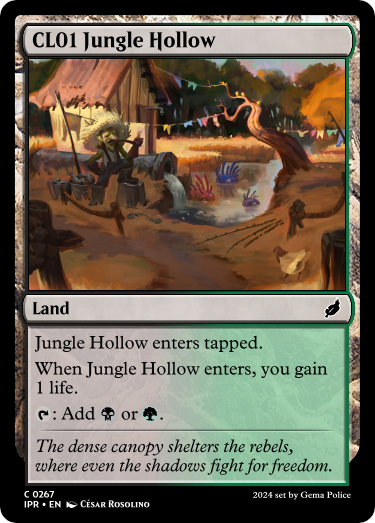 CL01 Jungle Hollow
Land
Jungle Hollow enters tapped.
When Jungle Hollow enters, you gain
1 life.
: Add or .
The dense canopy shelters the rebels,
where even the shadows fight for freedom.
C 0267
IPR • EN César Rosolino
2024 set by Gema Police